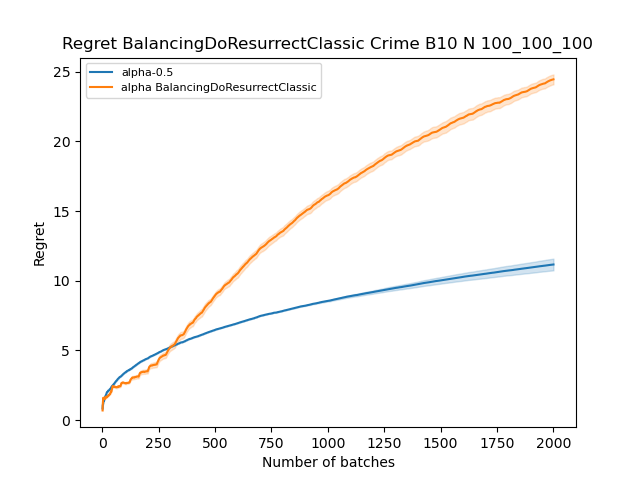 Regret BalancingDoResurrectClassic Crime B10 N 100_100_100
alpha-0.5
alpha BalancingDoResurrectClassic
Regret
25
20
15
10
5
0
0 250 500 750 1000 1250 1500 1750 2000
Number of batches